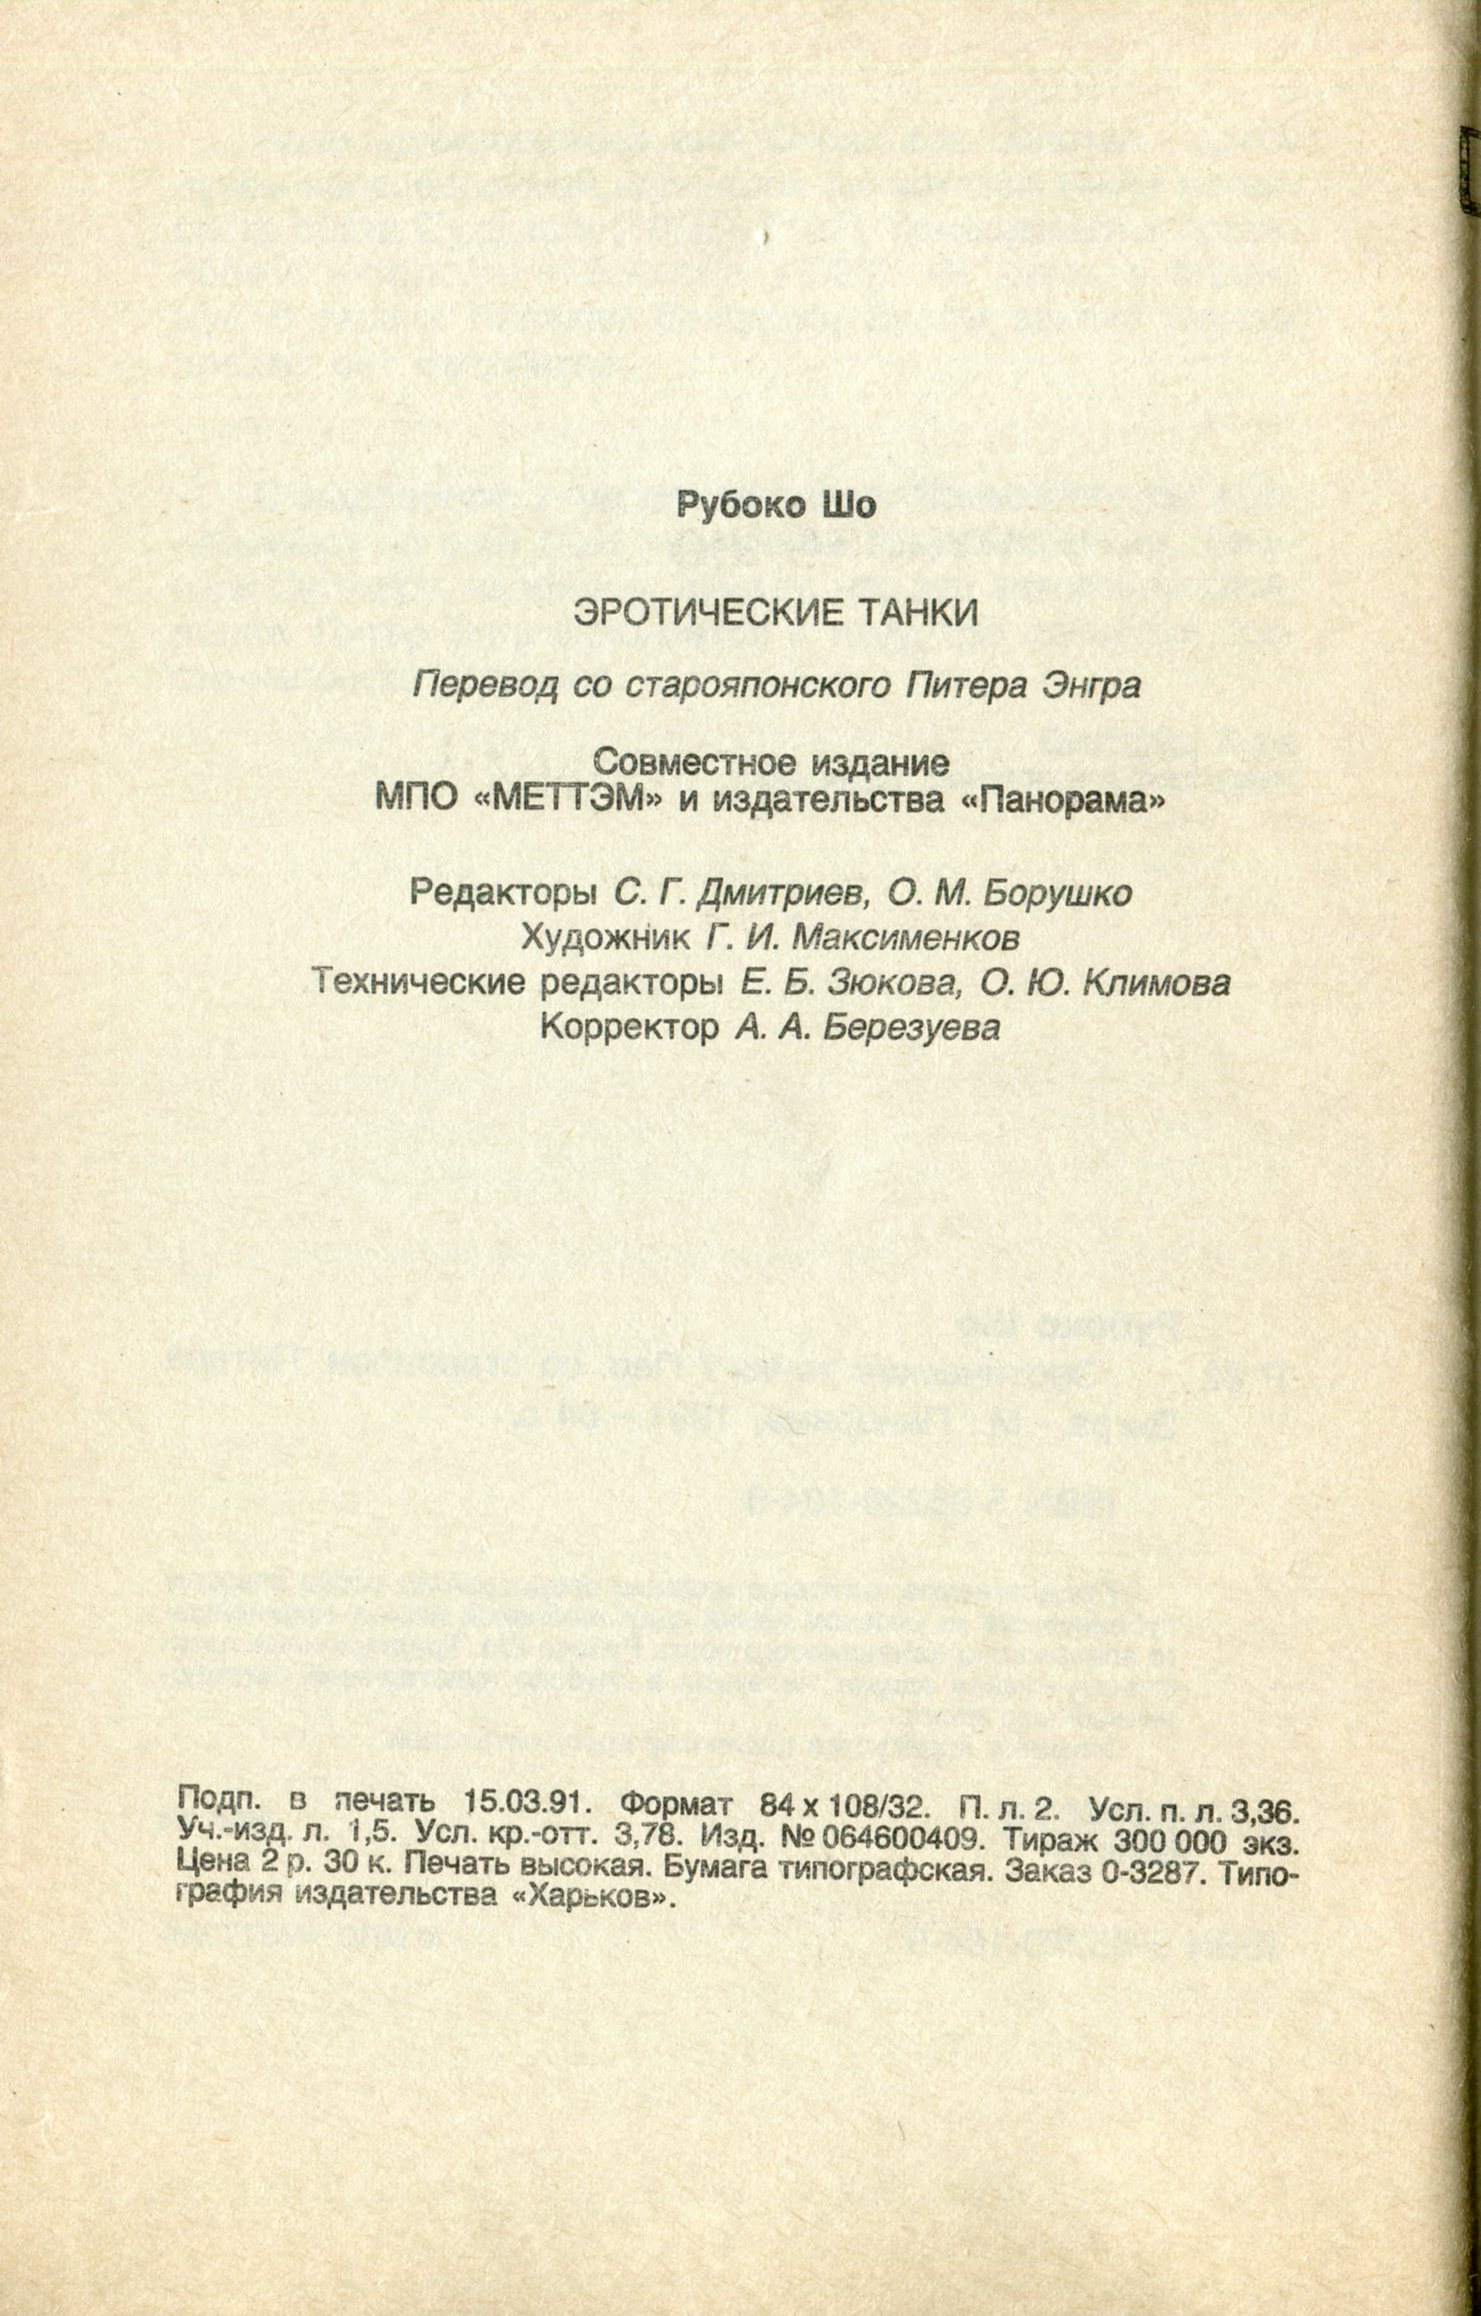 Рубоко Шо
ЭРОТИЧЕСКИЕ ТАНКИ
Перевод со старояпонского Питера Энгра
Совместное издание
МПО «МЕТТЭМ» и издательства «Панорама»
Редакторы С. Г. Дмитриев, О. М. Борушко
Художник Г. И. Максименков
Технические редакторы Е. Б. Зюкова, О. Ю. Климова
Корректор А. А. Березуева
Подп. в печать 15.03.91. Формат 84 х 108/32. П. л. 2. Усл. п. л. 3,36.
Уч.-изд. л. 1,5. Усл. кр.-отт. 3,78. Изд. № 064600409. Тираж 300 000 экз.
Цена 2 р. 30 к. Печать высокая. Бумага типографская. Заказ 0-3287. Типо-
графия издательства «Харьков».